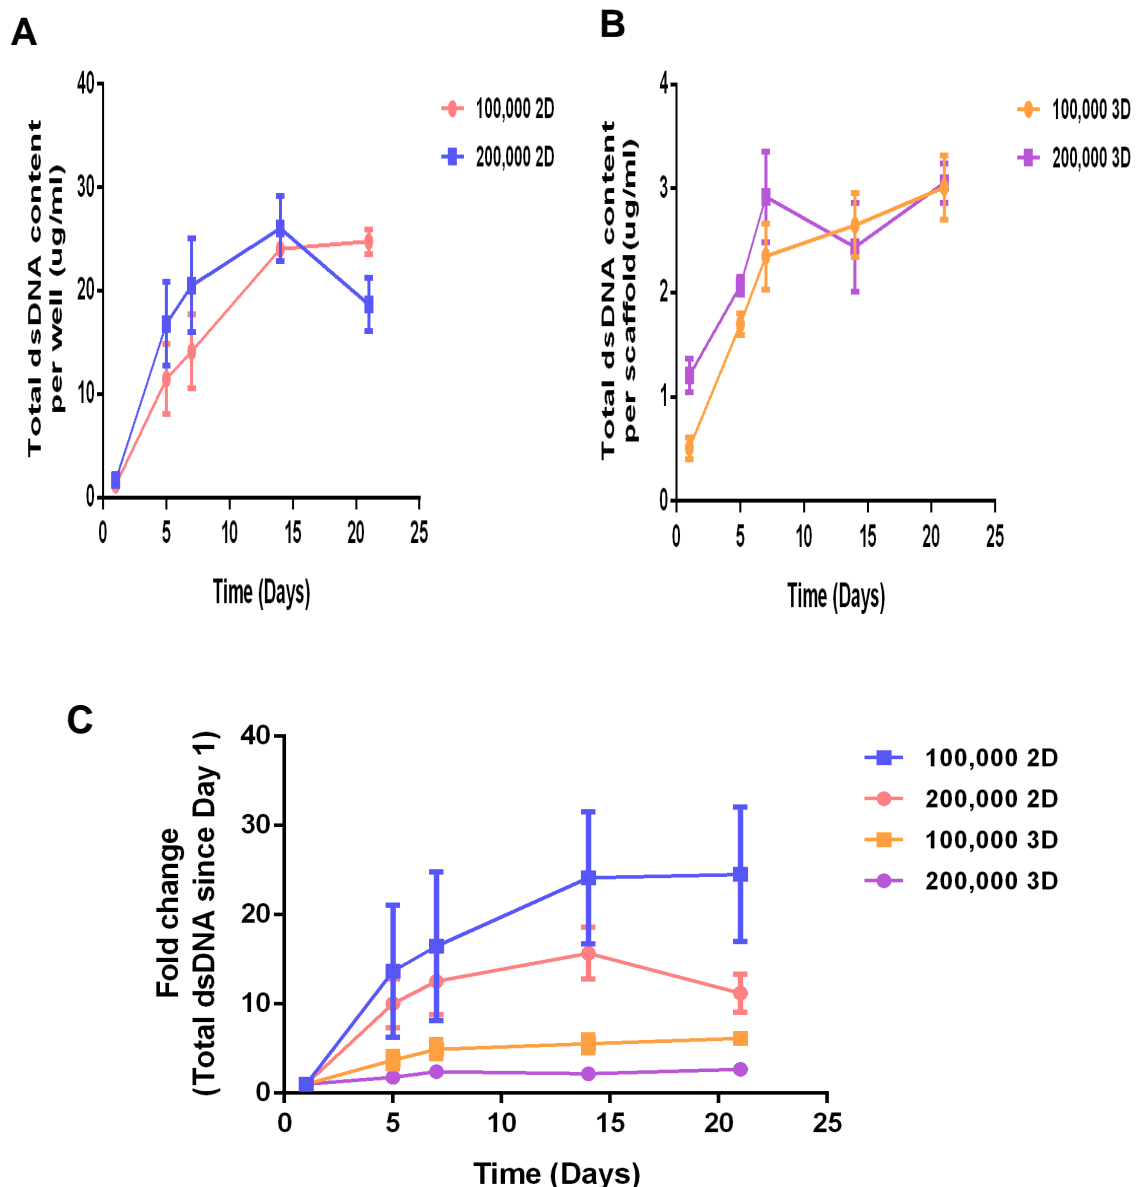 A
B
Total dsDNA content
per well (ug/ml)
40
30
20
10
0
0 5 10 15 20 25
Time (Days)
100,000 2D
200,000 2D
Total dsDNA content
per scaffold(ug/ml)
4
3
2
1
0
0 5 10 15 20 25
Time (Days)
100,000 3D
200,000 3D
C
Fold change
(Total dsDNA since Day 1)
40
30
20
10
0
0 5 10 15 20 25
Time (Days)
100,000 2D
200,000 2D
100,000 3D
200,000 3D